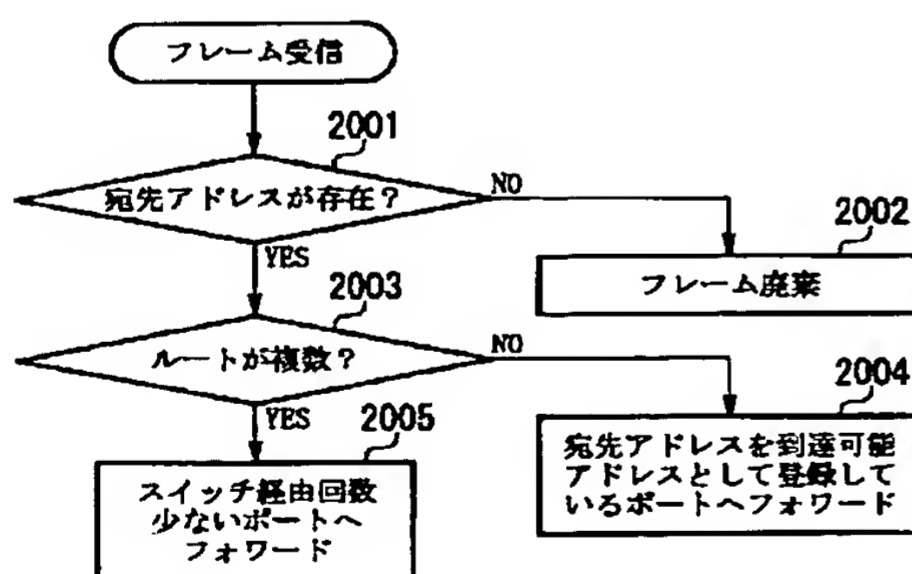 フレーム受信
2001
宛先アドレスが存在？
NO
2002
フレーム廃棄
YES
2003
ルートが複数？
NO
2004
宛先アドレスを到達可能
アドレスとして登録して
いるポートへフォワード
YES
2005
スイッチ経由回数
少ないポートへ
フォワード